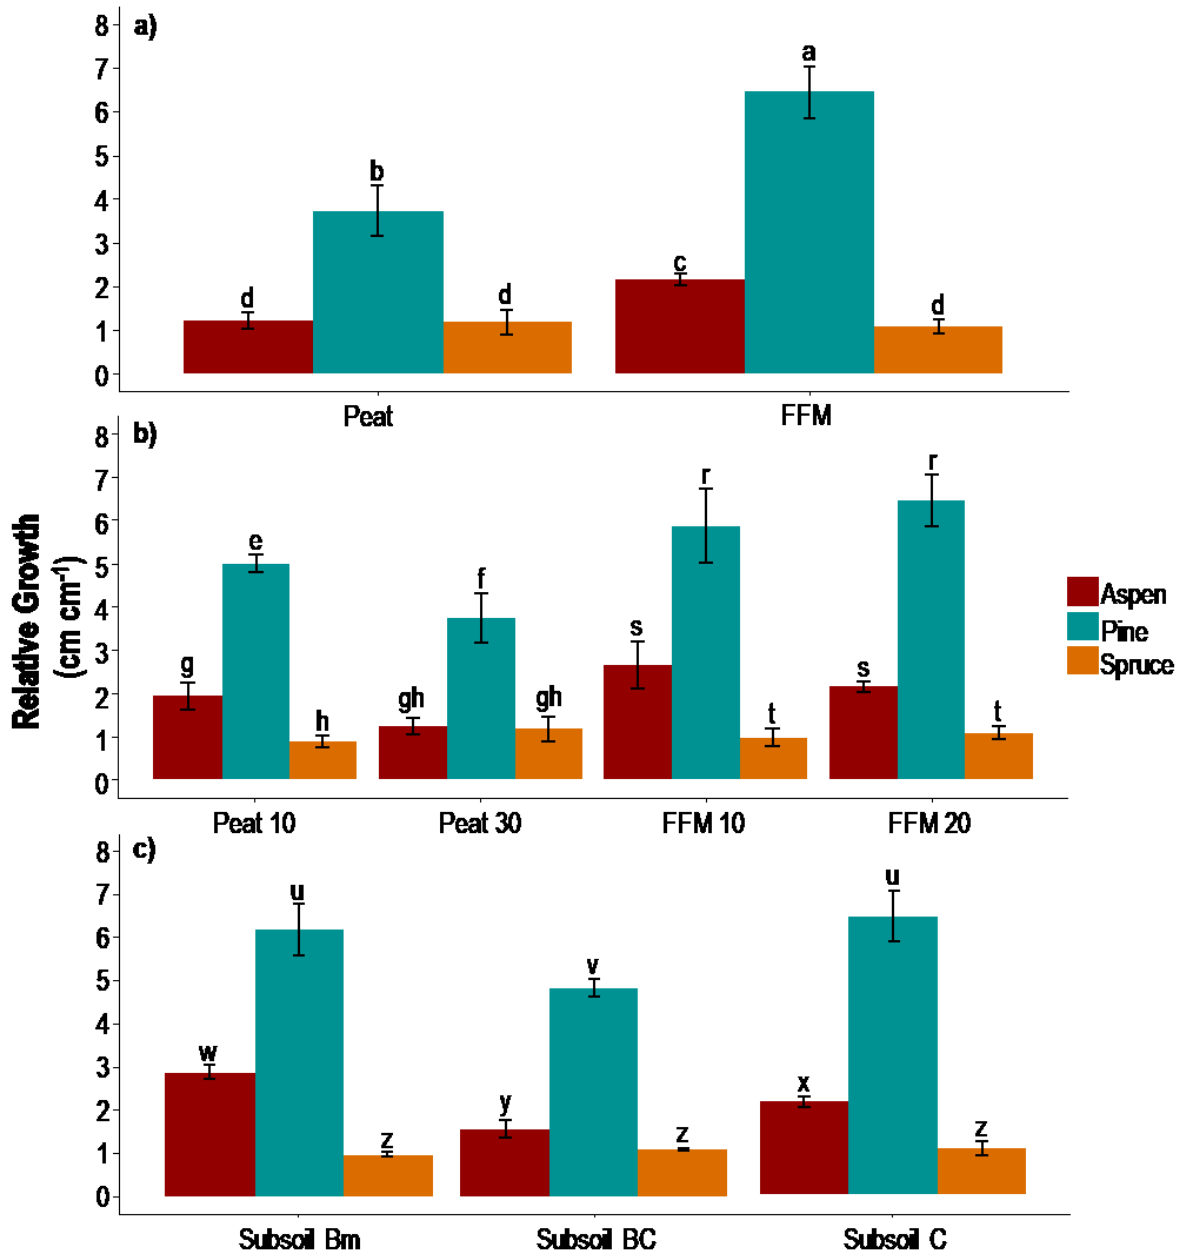 a)
8
7
6
5
4
3
2
1
0
d
b
d
c
a
d
Peat
FFM
b)
8
7
6
5
4
3
2
1
0
g
e
h
gh
f
gh
s
r
t
s
r
t
Peat 10
Peat 30
FFM 10
FFM 20
Relative Growth
(cm cm⁻¹)
Aspen
Pine
Spruce
c)
8
7
6
5
4
3
2
1
0
w
u
z
y
v
z
x
u
z
Subsoil Bm
Subsoil BC
Subsoil C